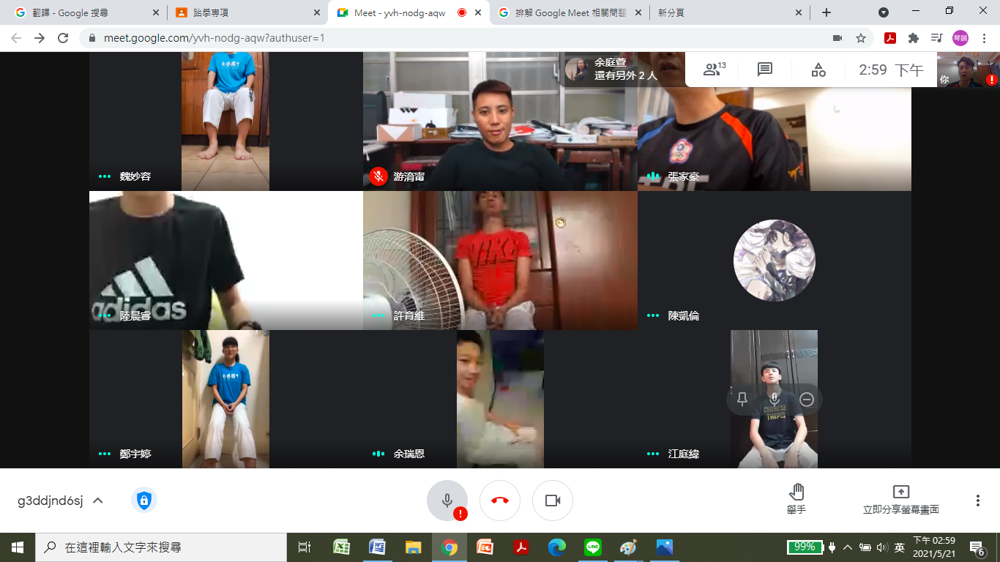 翻譯 - Google 搜尋
跆拳專項
Meet - yvh-nodg-aqw
排解 Google Meet 相關問題
新分頁
meet.google.com/yvh-nodg-aqw?authuser=1
琴韻
余庭萱
還有另外 2 人
13
2:59 下午
你
魏妙容
張家豪
adidas
陸晨睿
許育維
陳凱倫
鄭宇婷
余瑞恩
CHINESE
TAIPEI
江庭緯
g3ddjnd6sj
舉手
立即分享螢幕畫面
在這裡輸入文字來搜尋
99%
英
下午 02:59
2021/5/21
6